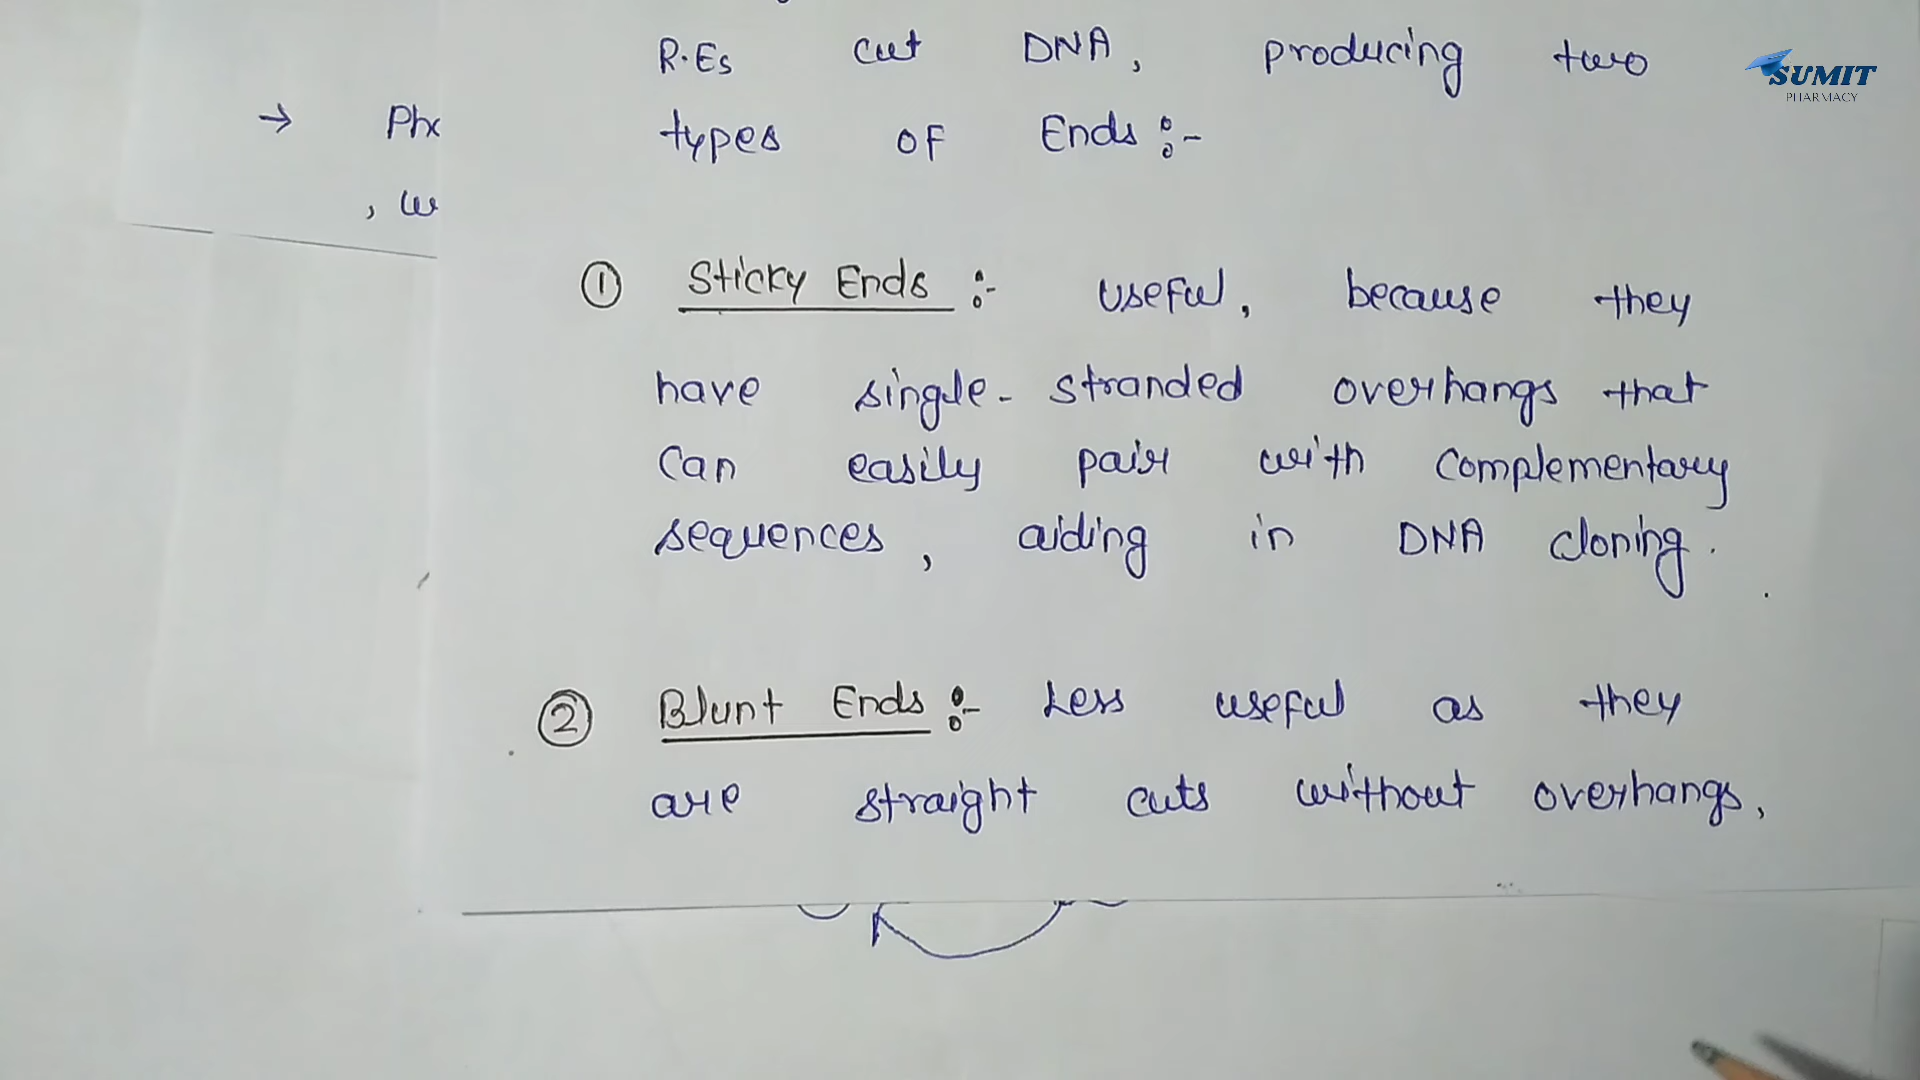 R.Es cut DNA, producing two
types of Ends :-
① Sticky Ends :- Useful, because they
have single-stranded overhangs that
Can easily pair with Complementary
sequences, aiding in DNA cloning.
② Blunt Ends :- Less useful as they
are straight cuts without overhangs,
→
SUMIT
PHARMACY